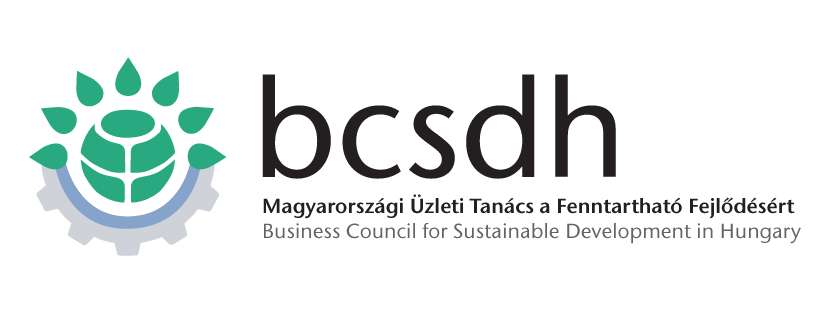 bcsdh
Magyarországi Üzleti Tanács a Fenntartható Fejlődésért
Business Council for Sustainable Development in Hungary